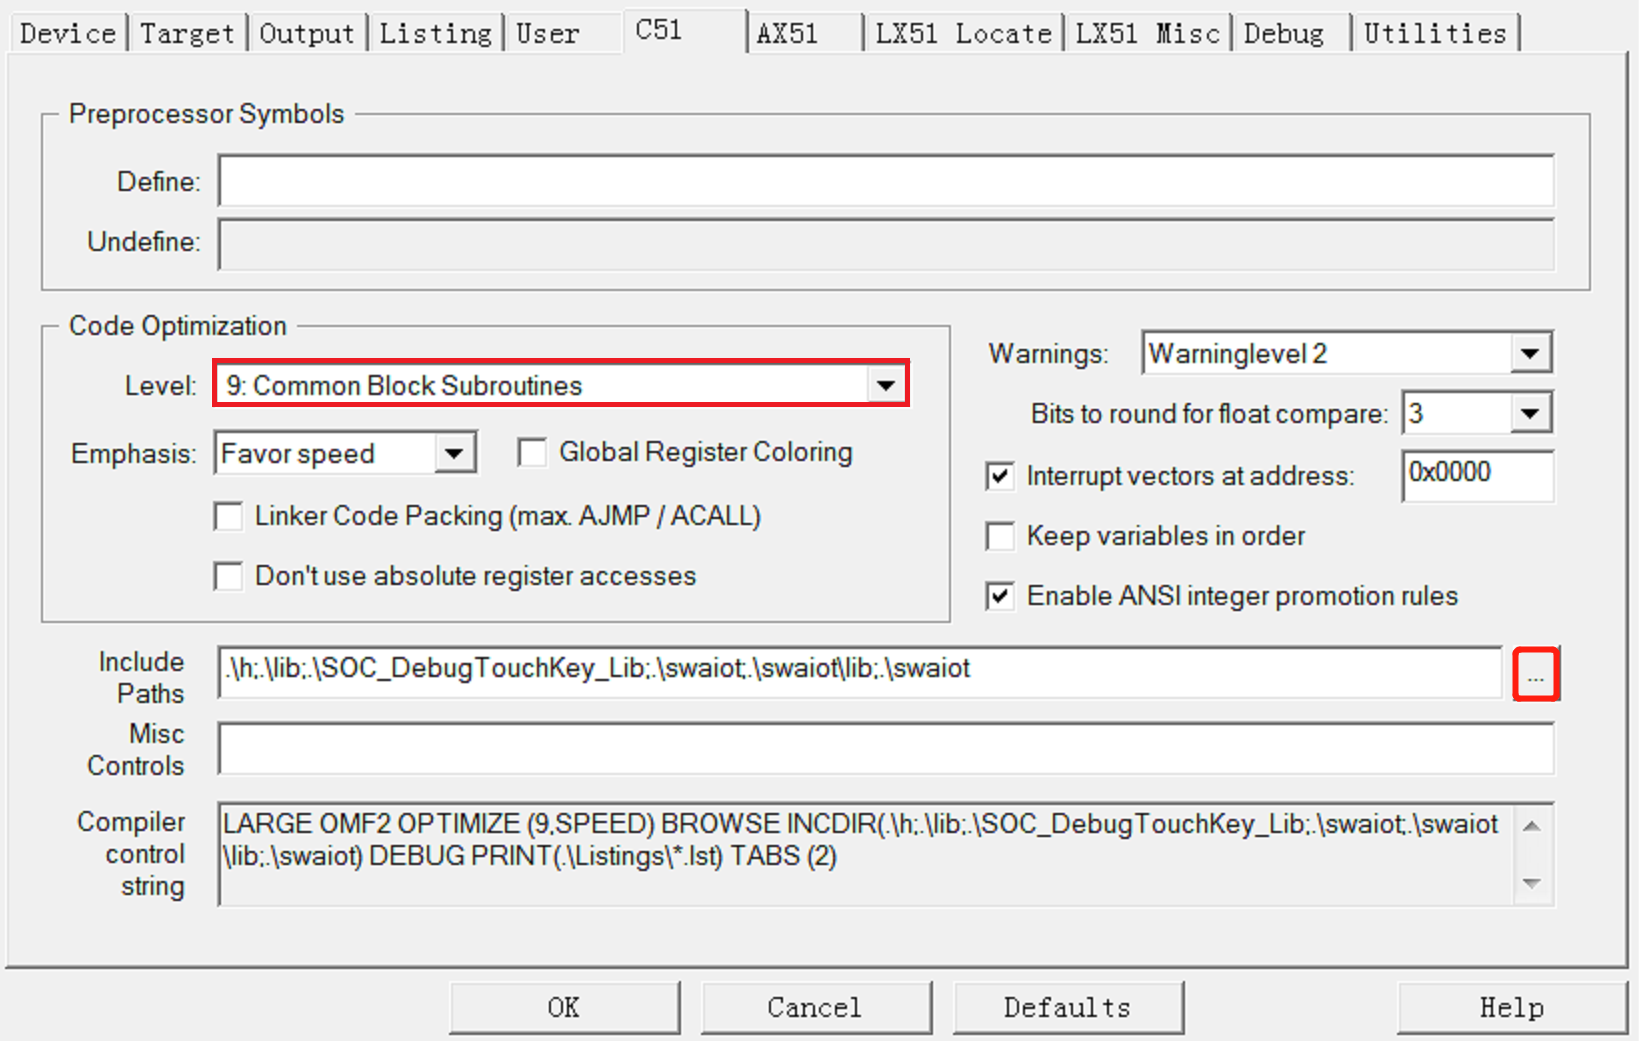 Device Target Output Listing User C51 AX51 LX51 Locate LX51 Misc Debug Utilities
Preprocessor Symbols
Define:
Undefine:
Code Optimization
Level: 9: Common Block Subroutines
Emphasis: Favor speed Global Register Coloring
Linker Code Packing (max. AJMP / ACALL)
Don't use absolute register accesses
Warnings: Warninglevel 2
Bits to round for float compare: 3
Interrupt vectors at address: 0x0000
Keep variables in order
Enable ANSI integer promotion rules
Include
Paths
.\h;.\lib;.\SOC_DebugTouchKey_Lib;.\swaiot;.\swaiot\lib;.\swaiot
...
Misc
Controls
Compiler
control
string
LARGE OMF2 OPTIMIZE (9,SPEED) BROWSE INCDIR(.\h;.\lib;.\SOC_DebugTouchKey_Lib;.\swaiot;.\swaiot
\lib;.\swaiot) DEBUG PRINT(.\Listings\*.lst) TABS (2)
OK Cancel Defaults Help